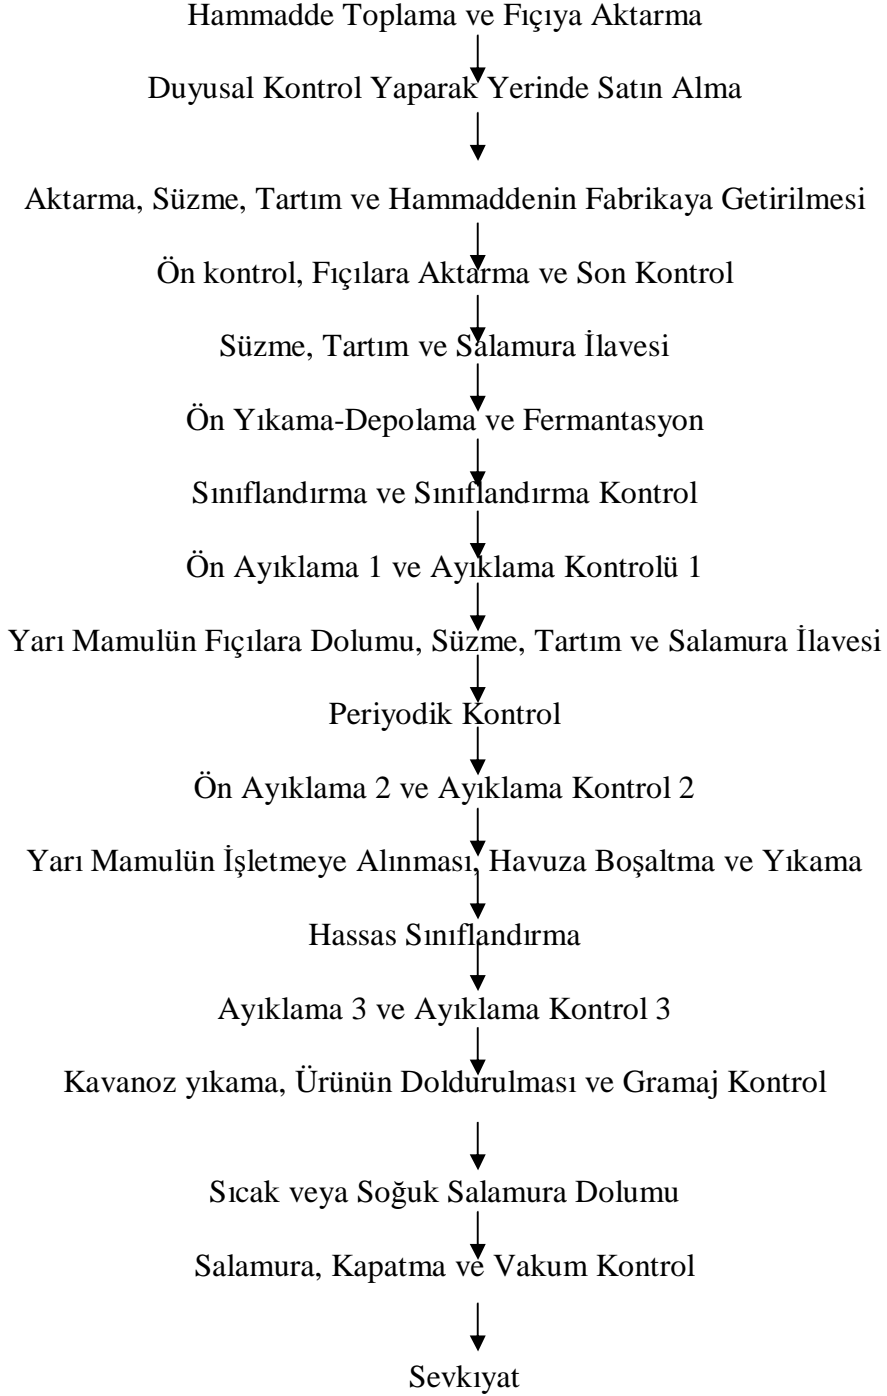 Hammadde Toplama ve Fıçıya Aktarma
Duyusal Kontrol Yaparak Yerinde Satın Alma
Aktarma, Süzme, Tartım ve Hammaddenin Fabrikaya Getirilmesi
Ön kontrol, Fıçılara Aktarma ve Son Kontrol
Süzme, Tartım ve Salamura İlavesi
Ön Yıkama-Depolama ve Fermantasyon
Sınıflandırma ve Sınıflandırma Kontrol
Ön Ayıklama 1 ve Ayıklama Kontrolü 1
Yarı Mamulün Fıçılara Dolumu, Süzme, Tartım ve Salamura İlavesi
Periyodik Kontrol
Ön Ayıklama 2 ve Ayıklama Kontrol 2
Yarı Mamulün İşletmeye Alınması, Havuza Boşaltma ve Yıkama
Hassas Sınıflandırma
Ayıklama 3 ve Ayıklama Kontrol 3
Kavanoz yıkama, Ürünün Doldurulması ve Gramaj Kontrol
Sıcak veya Soğuk Salamura Dolumu
Salamura, Kapatma ve Vakum Kontrol
Sevkıyat